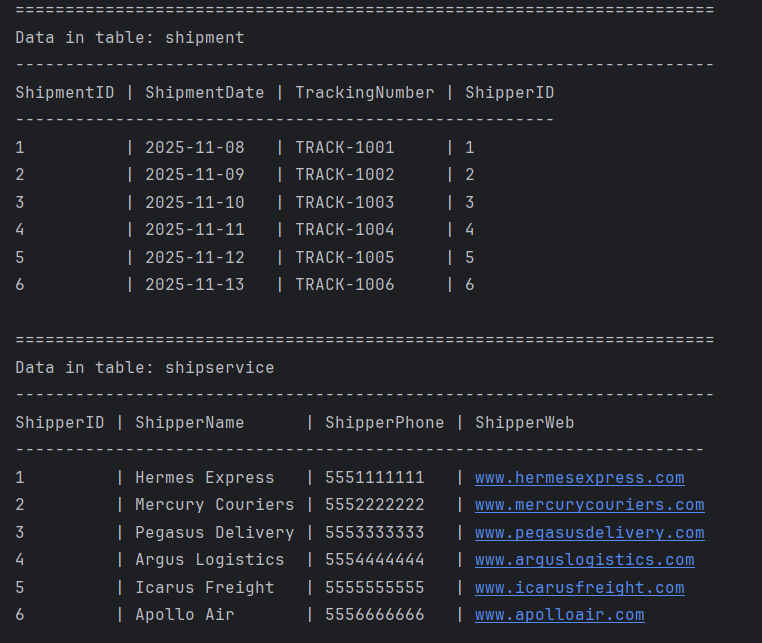 ======================================================================
Data in table: shipment
----------------------------------------------------------------------
ShipmentID | ShipmentDate | TrackingNumber | ShipperID
------------------------------------------------------
1          | 2025-11-08   | TRACK-1001     | 1
2          | 2025-11-09   | TRACK-1002     | 2
3          | 2025-11-10   | TRACK-1003     | 3
4          | 2025-11-11   | TRACK-1004     | 4
5          | 2025-11-12   | TRACK-1005     | 5
6          | 2025-11-13   | TRACK-1006     | 6
======================================================================
Data in table: shipservice
----------------------------------------------------------------------
ShipperID | ShipperName      | ShipperPhone | ShipperWeb
---------------------------------------------------------------------
1         | Hermes Express   | 5551111111   | www.hermesexpress.com
2         | Mercury Couriers | 5552222222   | www.mercurycouriers.com
3         | Pegasus Delivery | 5553333333   | www.pegasusdelivery.com
4         | Argus Logistics  | 5554444444   | www.arguslogistics.com
5         | Icarus Freight   | 5555555555   | www.icarusfreight.com
6         | Apollo Air       | 5556666666   | www.apolloair.com